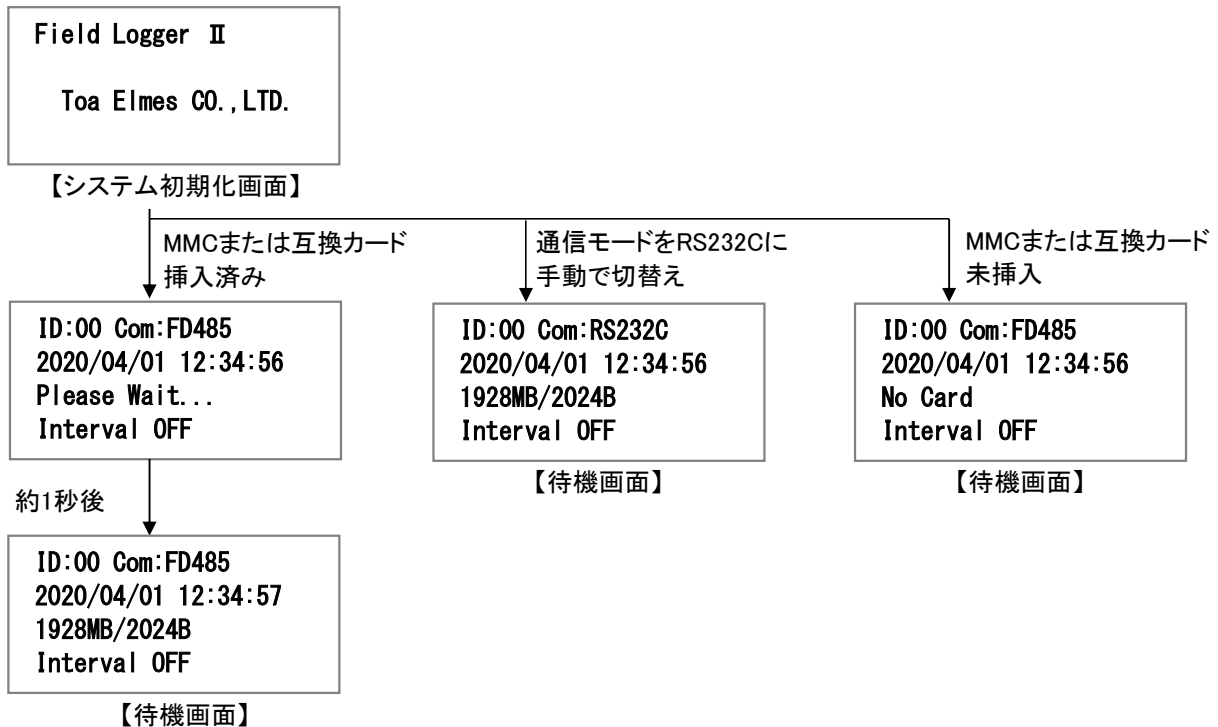 Field Logger Ⅱ
Toa Elmes CO.,LTD.
【システム初期化画面】
MMCまたは互換カード
挿入済み
通信モードをRS232Cに
手動で切替え
MMCまたは互換カード
未挿入
ID:00 Com:FD485
2020/04/01 12:34:56
Please Wait...
Interval OFF
ID:00 Com:RS232C
2020/04/01 12:34:56
1928MB/2024B
Interval OFF
【待機画面】
ID:00 Com:FD485
2020/04/01 12:34:56
No Card
Interval OFF
【待機画面】
約1秒後
ID:00 Com:FD485
2020/04/01 12:34:57
1928MB/2024B
Interval OFF
【待機画面】